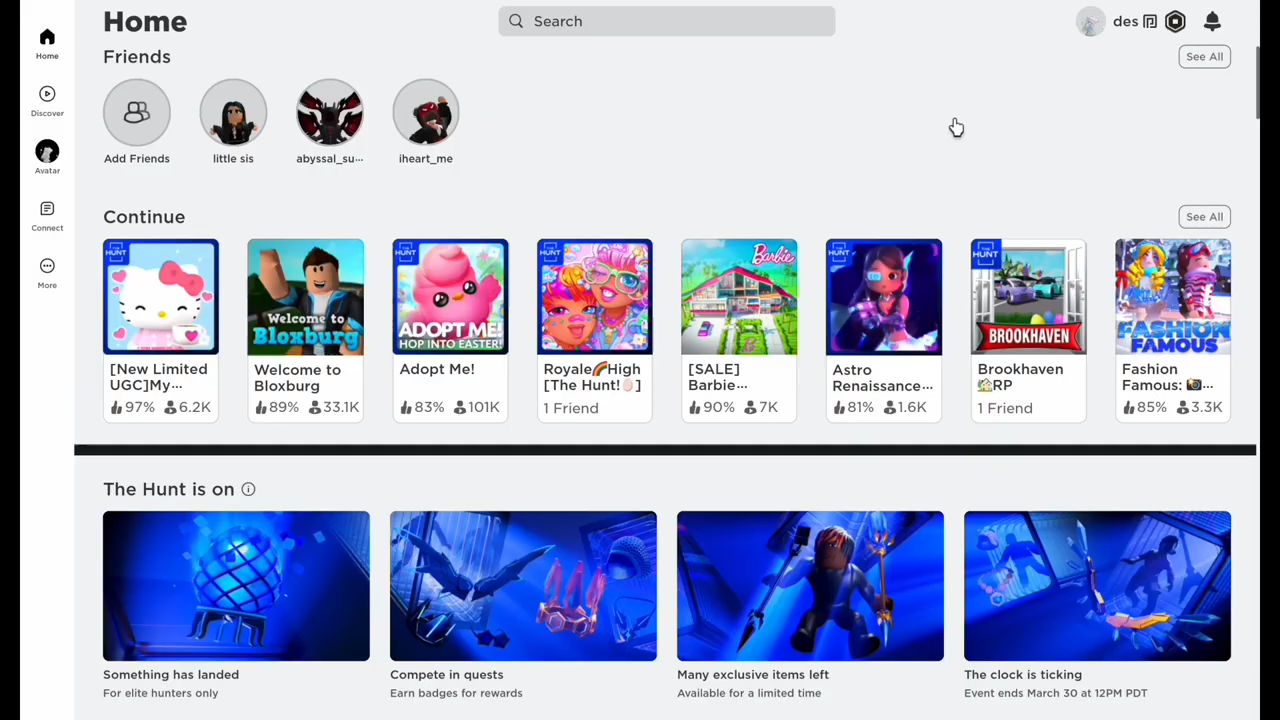 Home
Search
des
Home
Discover
Avatar
Connect
More
Friends
See All
Add Friends
little sis
abyssal_su...
iheart_me
Continue
See All
THE HUNT
[New Limited
UGC]My...
97% 6.2K
Welcome to
Bloxburg
Welcome to
Bloxburg
89% 33.1K
THE HUNT
ADOPT ME!
HOP INTO EASTER!
Adopt Me!
83% 101K
THE HUNT
Royale🌈High
[The Hunt!🥚]
1 Friend
Barbie
[SALE]
Barbie...
90% 7K
THE HUNT
Astro
Renaissance...
81% 1.6K
THE HUNT
BROOKHAVEN
Brookhaven
🏡RP
1 Friend
FASHION
FAMOUS
Fashion
Famous: 📸...
85% 3.3K
The Hunt is on
Something has landed
For elite hunters only
Compete in quests
Earn badges for rewards
Many exclusive items left
Available for a limited time
The clock is ticking
Event ends March 30 at 12PM PDT